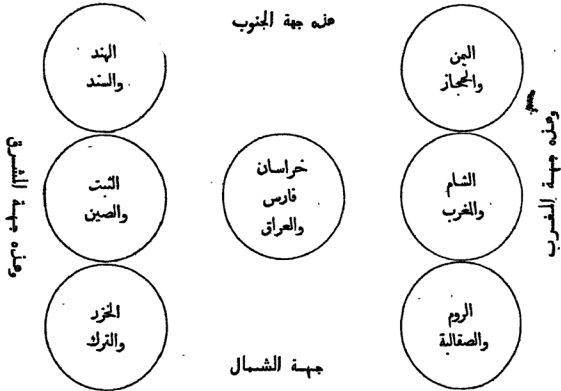 هذه جهة الجنوب
اليمن
والحجاز
الهند
والسند
وهذه جهة المغرب
الشام
والمغرب
خراسان
فارس
والعراق
التبت
والصين
وهذه جهة الشرق
الروم
والصقالبة
الخزر
والترك
جهة الشمال